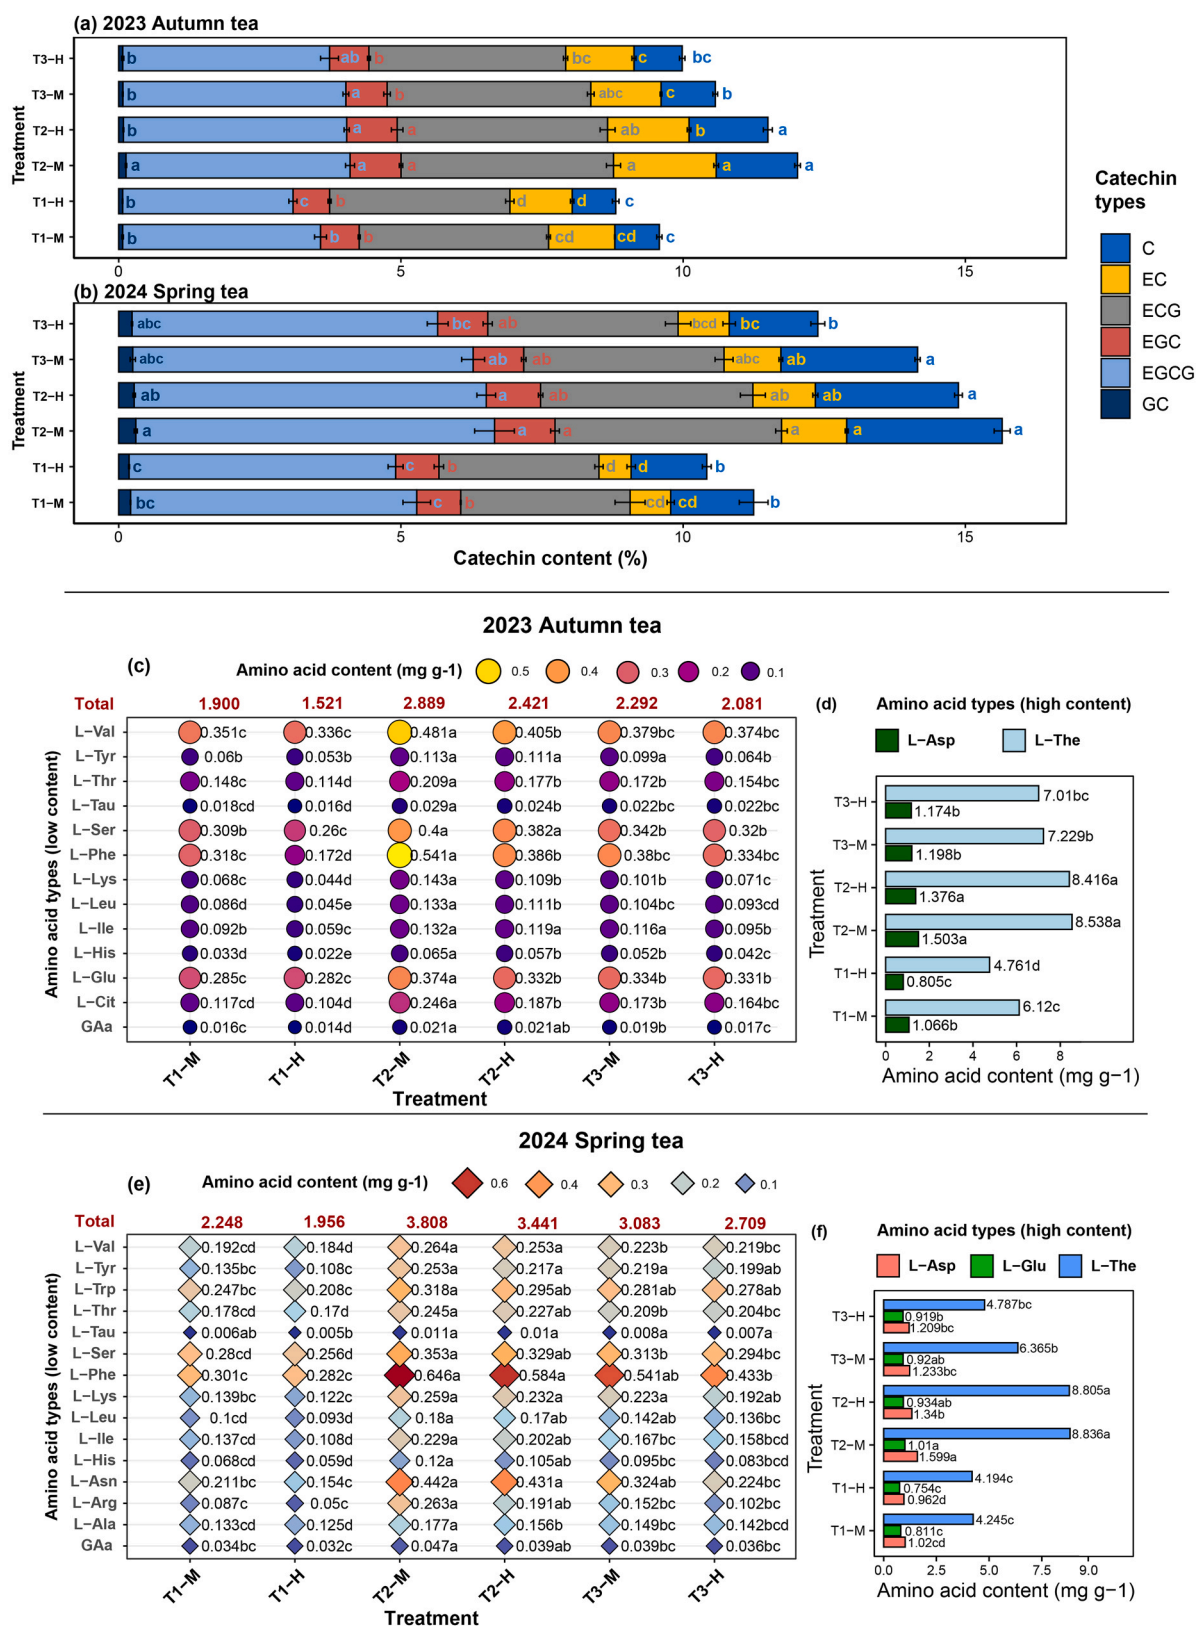 (a) 2023 Autumn tea
Treatment
T3-H b ab b bc c bc
T3-M b a b abc c b
T2-H b a a ab b a
T2-M a a a a a a
T1-H b c b d d c
T1-M b b b cd cd c
0 5 10 15
(b) 2024 Spring tea
Treatment
T3-H abc bc ab bcd bc b
T3-M abc ab ab abc ab a
T2-H ab a ab ab ab a
T2-M a a a a a a
T1-H c c b d d b
T1-M bc c b cd cd b
0 5 10 15
Catechin content (%)
Catechin
types
C
EC
ECG
EGC
EGCG
GC
2023 Autumn tea
(c) Amino acid content (mg g-1) 0.5 0.4 0.3 0.2 0.1
Total 1.900 1.521 2.889 2.421 2.292 2.081
Amino acid types (low content)
L-Val 0.351c 0.336c 0.481a 0.405b 0.379bc 0.374bc
L-Tyr 0.06b 0.053b 0.113a 0.111a 0.099a 0.064b
L-Thr 0.148c 0.114d 0.209a 0.177b 0.172b 0.154bc
L-Tau 0.018cd 0.016d 0.029a 0.024b 0.022bc 0.022bc
L-Ser 0.309b 0.26c 0.4a 0.382a 0.342b 0.32b
L-Phe 0.318c 0.172d 0.541a 0.386b 0.38bc 0.334bc
L-Lys 0.068c 0.044d 0.143a 0.109b 0.101b 0.071c
L-Leu 0.086d 0.045e 0.133a 0.111b 0.104bc 0.093cd
L-Ile 0.092b 0.059c 0.132a 0.119a 0.116a 0.095b
L-His 0.033d 0.022e 0.065a 0.057b 0.052b 0.042c
L-Glu 0.285c 0.282c 0.374a 0.332b 0.334b 0.331b
L-Cit 0.117cd 0.104d 0.246a 0.187b 0.173b 0.164bc
GAa 0.016c 0.014d 0.021a 0.021ab 0.019b 0.017c
T1-M T1-H T2-M T2-H T3-M T3-H
Treatment
(d) Amino acid types (high content)
L-Asp L-The
Treatment
T3-H 7.01bc
1.174b
T3-M 7.229b
1.198b
T2-H 8.416a
1.376a
T2-M 8.538a
1.503a
T1-H 4.761d
0.805c
T1-M 6.12c
1.066b
0 2 4 6 8
Amino acid content (mg g-1)
2024 Spring tea
(e) Amino acid content (mg g-1) 0.6 0.4 0.3 0.2 0.1
Total 2.248 1.956 3.808 3.441 3.083 2.709
Amino acid types (low content)
L-Val 0.192cd 0.184d 0.264a 0.253a 0.223b 0.219bc
L-Tyr 0.135bc 0.108c 0.253a 0.217a 0.219a 0.199ab
L-Trp 0.247bc 0.208c 0.318a 0.295ab 0.281ab 0.278ab
L-Thr 0.178cd 0.17d 0.245a 0.227ab 0.209b 0.204bc
L-Tau 0.006ab 0.005b 0.011a 0.01a 0.008a 0.007a
L-Ser 0.28cd 0.256d 0.353a 0.329ab 0.313b 0.294bc
L-Phe 0.301c 0.282c 0.646a 0.584a 0.541ab 0.433b
L-Lys 0.139bc 0.122c 0.259a 0.232a 0.223a 0.192ab
L-Leu 0.1cd 0.093d 0.18a 0.17ab 0.142ab 0.136bc
L-Ile 0.137cd 0.108d 0.229a 0.202ab 0.167bc 0.158bcd
L-His 0.068cd 0.059d 0.12a 0.105ab 0.095bc 0.083bcd
L-Asn 0.211bc 0.154c 0.442a 0.431a 0.324ab 0.224bc
L-Arg 0.087c 0.05c 0.263a 0.191ab 0.152bc 0.102bc
L-Ala 0.133cd 0.125d 0.177a 0.156b 0.149bc 0.142bcd
GAa 0.034bc 0.032c 0.047a 0.039ab 0.039bc 0.036bc
T1-M T1-H T2-M T2-H T3-M T3-H
Treatment
(f) Amino acid types (high content)
L-Asp L-Glu L-The
Treatment
T3-H 4.787bc
0.919b
1.209bc
T3-M 6.365b
0.92ab
1.233bc
T2-H 8.805a
0.934ab
1.34b
T2-M 8.836a
1.01a
1.599a
T1-H 4.194c
0.754c
0.962d
T1-M 4.245c
0.811c
1.02cd
0.0 2.5 5.0 7.5 9.0
Amino acid content (mg g-1)